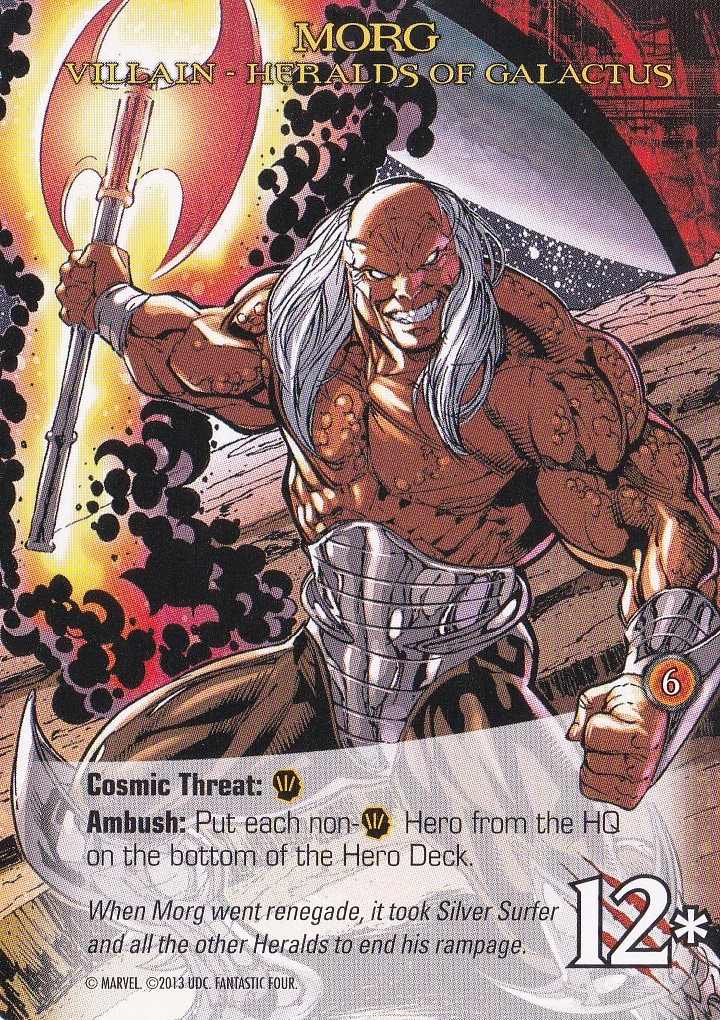 MORG
VILLAIN - HERALDS OF GALACTUS
6
Cosmic Threat:
Ambush: Put each non- Hero from the HQ
on the bottom of the Hero Deck.
When Morg went renegade, it took Silver Surfer
and all the other Heralds to end his rampage.
12*
© MARVEL. ©2013 UDC. FANTASTIC FOUR.